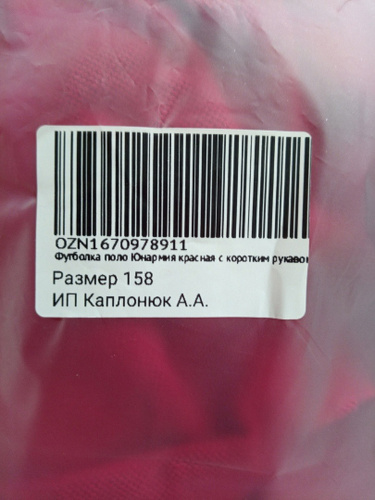 OZN1670978911
Футболка поло Юнармия красная с коротким рукавом
Размер 158
ИП Каплонюк А.А.